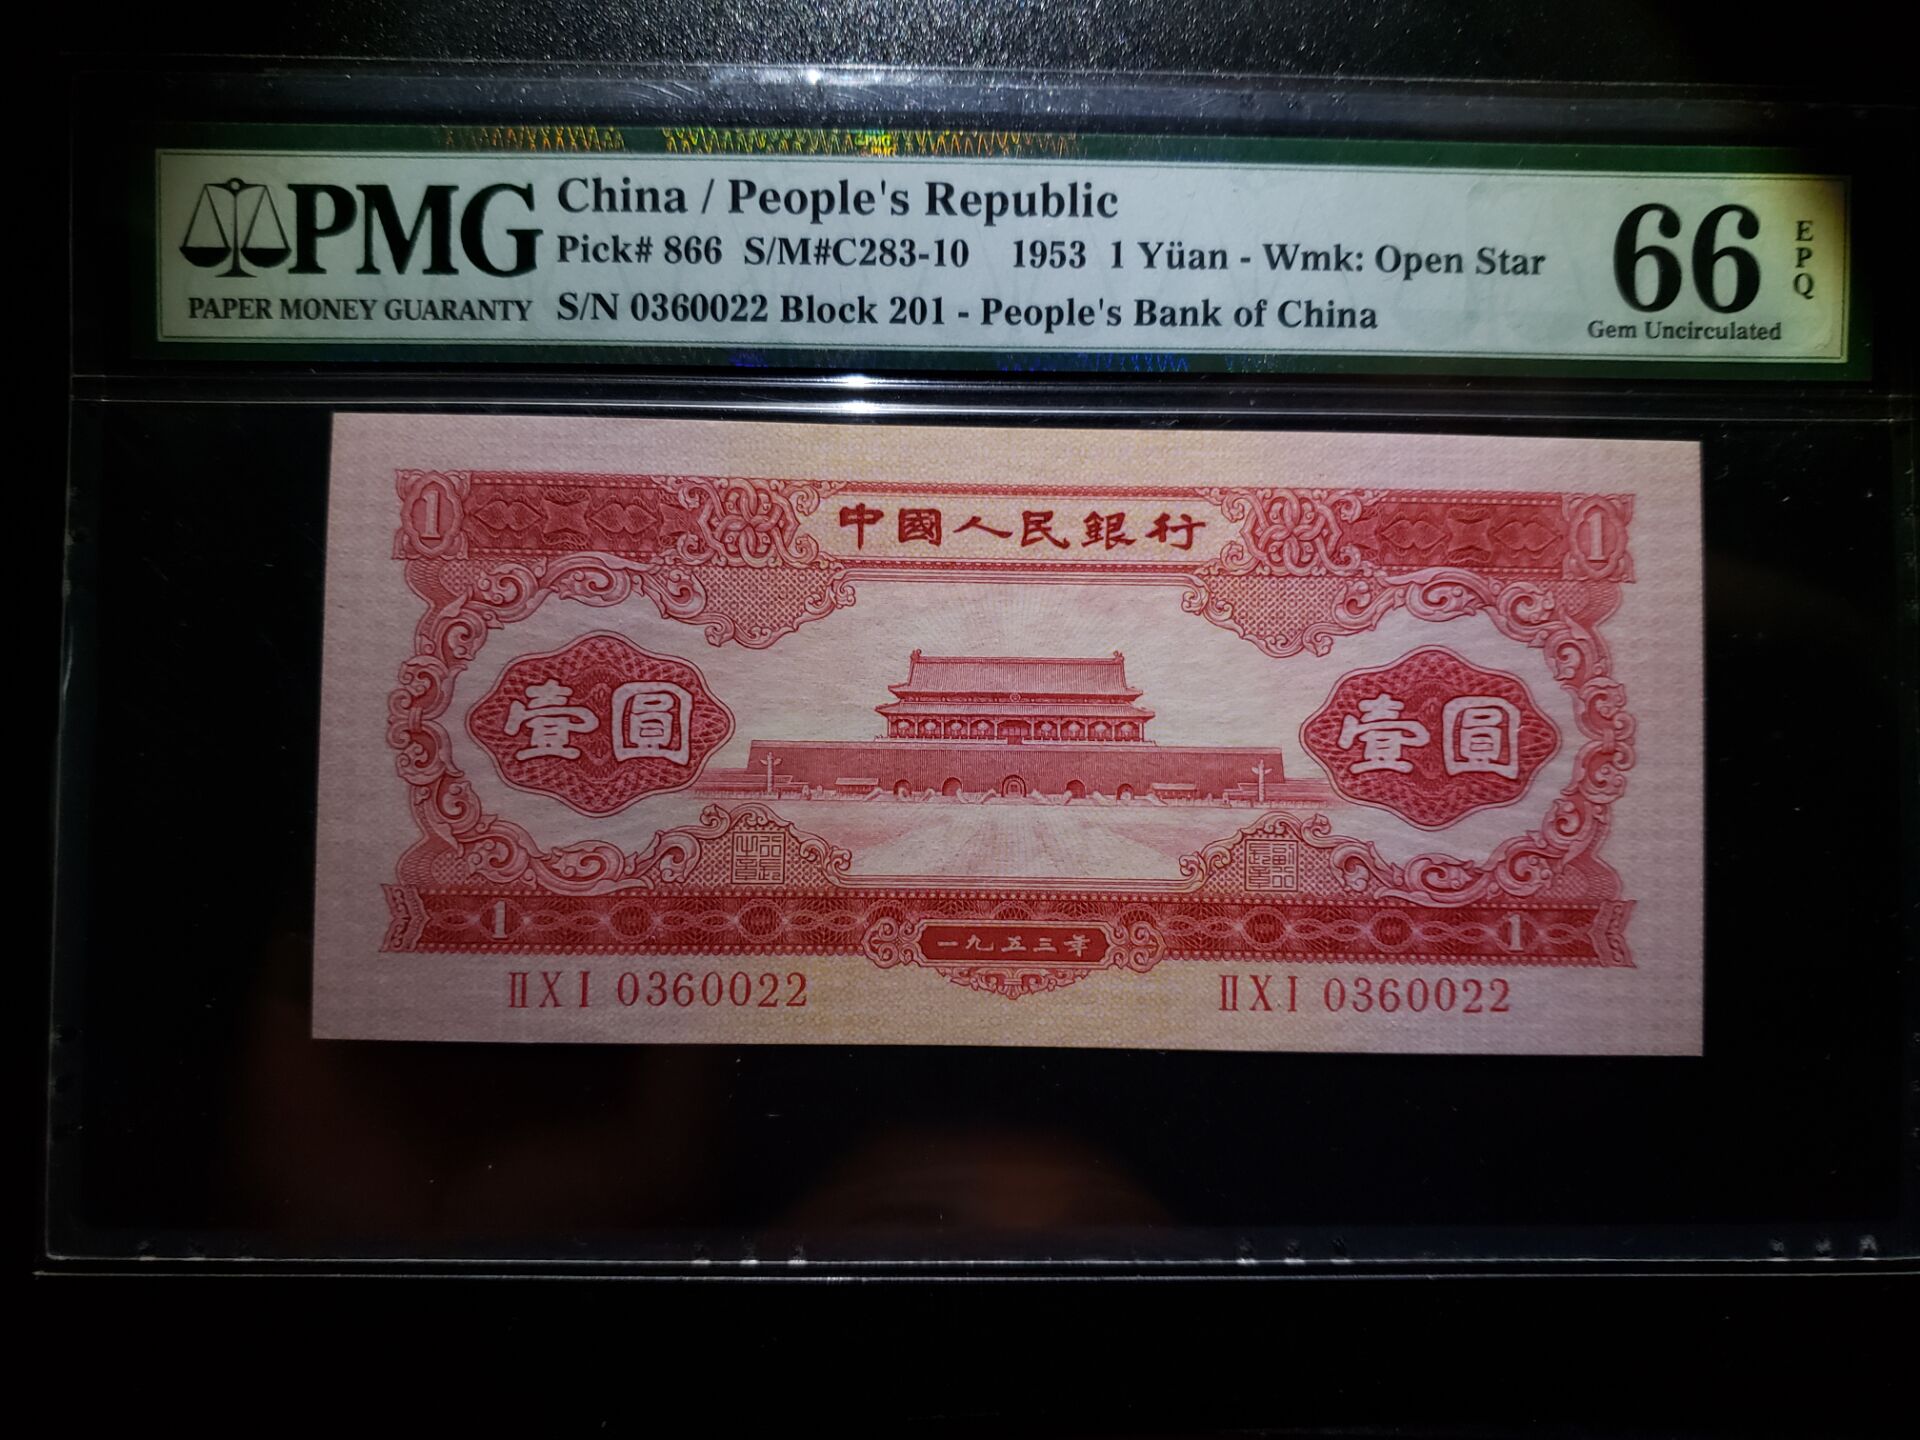 PMG
PMG
PMG
PAPER MONEY GUARANTY
China / People's Republic
Pick# 866 S/M#C283-10 1953 1 Yüan - Wmk: Open Star
S/N 0360022 Block 201 - People's Bank of China
66
EPQ
Gem Uncirculated
1
中國人民銀行
1
壹圓
壹圓
1
一九五三年
1
ⅡⅩⅠ 0360022
ⅡⅩⅠ 0360022